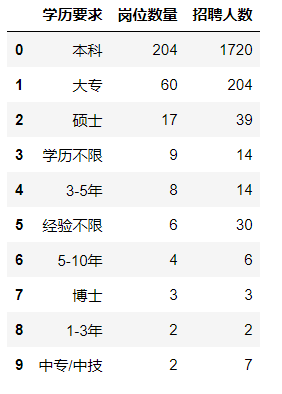 学历要求 岗位数量 招聘人数
0 本科 204 1720
1 大专 60 204
2 硕士 17 39
3 学历不限 9 14
4 3-5年 8 14
5 经验不限 6 30
6 5-10年 4 6
7 博士 3 3
8 1-3年 2 2
9 中专/中技 2 7